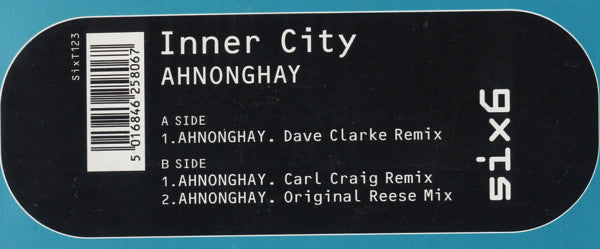 SixT123
5 016846 258067
Inner City
AHNONGHAY
A SIDE
1.AHNONGHAY. Dave Clarke Remix
B SIDE
1.AHNONGHAY. Carl Craig Remix
2.AHNONGHAY. Original Reese Mix
six6